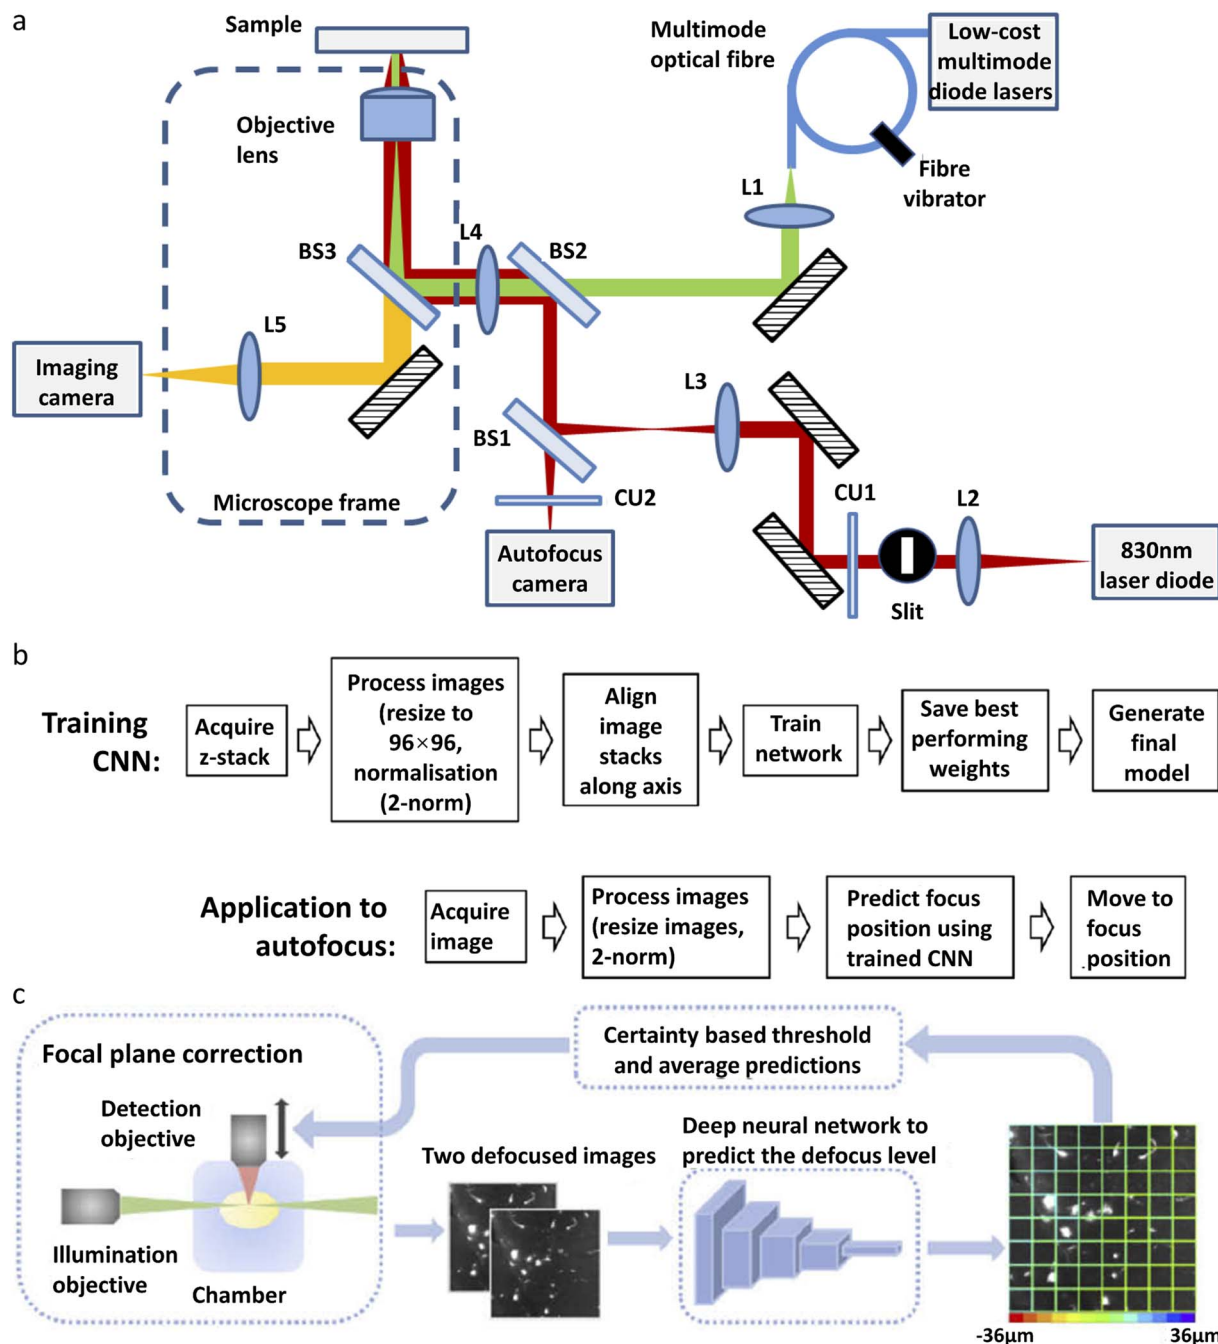 a
Sample
Objective
lens
Multimode
optical fibre
Low-cost
multimode
diode lasers
Fibre
vibrator
L1
L4
BS2
BS3
L5
Imaging
camera
Microscope frame
BS1
L3
CU2
Autofocus
camera
CU1
L2
Slit
830nm
laser diode
b
Training
CNN:
Acquire
z-stack
Process images
(resize to
96×96,
normalisation
(2-norm)
Align
image
stacks
along axis
Train
network
Save best
performing
weights
Generate
final
model
Application to
autofocus:
Acquire
image
Process images
(resize images,
2-norm)
Predict focus
position using
trained CNN
Move to
focus
position
c
Focal plane correction
Detection
objective
Illumination
objective
Chamber
Certainty based threshold
and average predictions
Two defocused images
Deep neural network to
predict the defocus level
-36μm
36μm